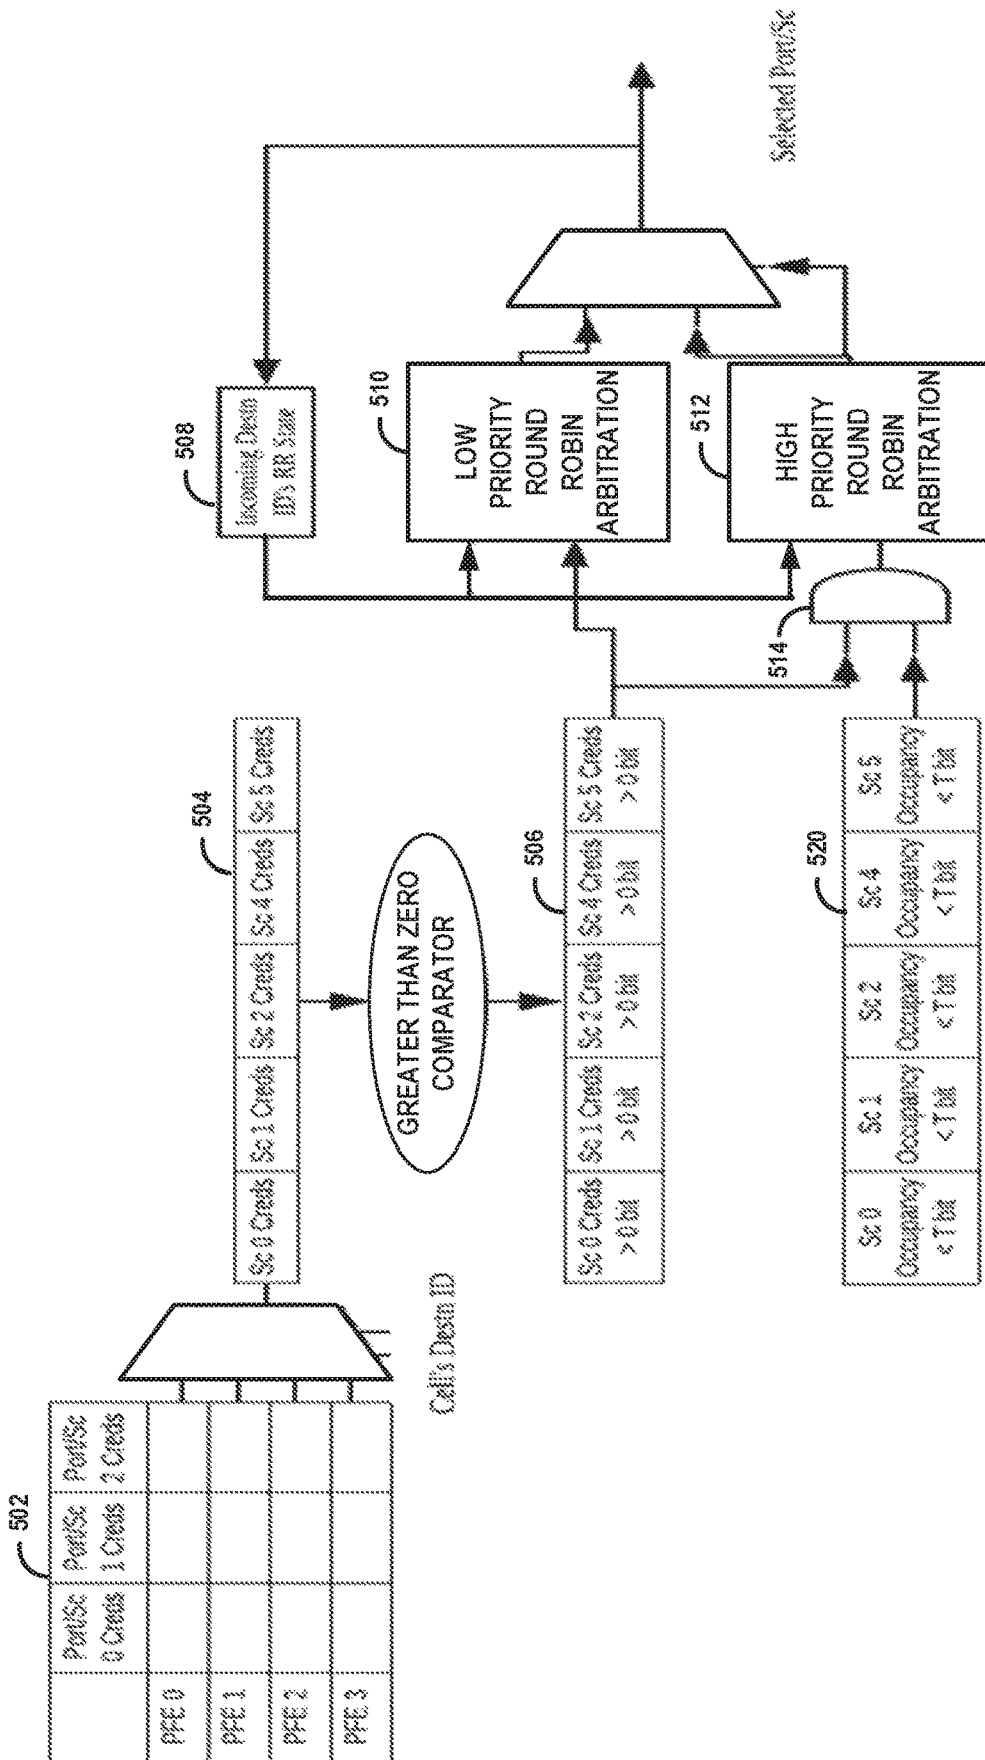 502
Port/Sc 0 Creds
Port/Sc 1 Creds
Port/Sc 2 Creds
PFE 0
PFE 1
PFE 2
PFE 3
Cell's Destn ID
504
Sc 0 Creds
Sc 1 Creds
Sc 2 Creds
Sc 4 Creds
Sc 5 Creds
GREATER THAN ZERO
COMPARATOR
506
Sc 0 Creds
> 0 bit
Sc 1 Creds
> 0 bit
Sc 2 Creds
> 0 bit
Sc 4 Creds
> 0 bit
Sc 5 Creds
> 0 bit
520
Sc 0
Occupancy
< T bit
Sc 1
Occupancy
< T bit
Sc 2
Occupancy
< T bit
Sc 4
Occupancy
< T bit
Sc 5
Occupancy
< T bit
508
Incoming Destn
ID's RR State
510
LOW
PRIORITY
ROUND
ROBIN
ARBITRATION
512
HIGH
PRIORITY
ROUND
ROBIN
ARBITRATION
514
Selected Port/Sc